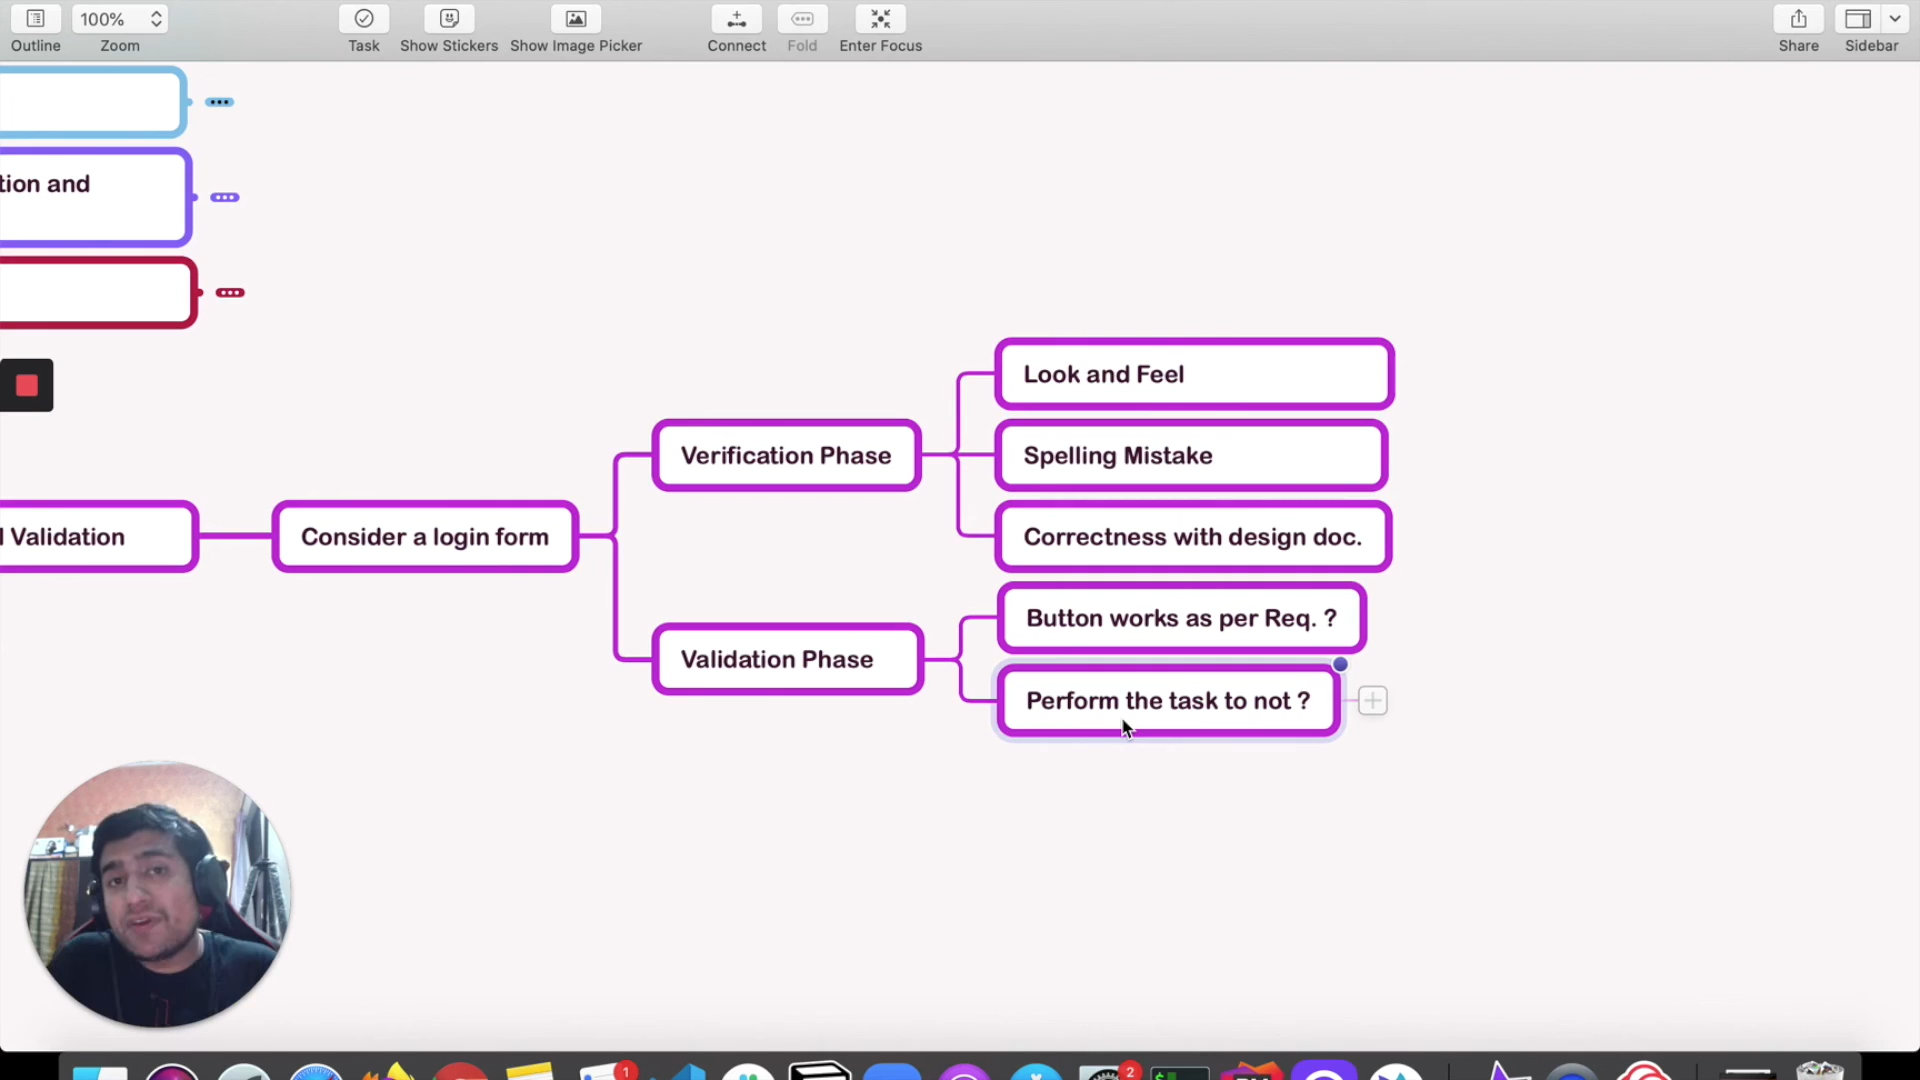 100%
Outline
Zoom
Task
Show Stickers
Show Image Picker
Connect
Fold
Enter Focus
Share
Sidebar
tion and
l Validation
Consider a login form
Verification Phase
Look and Feel
Spelling Mistake
Correctness with design doc.
Validation Phase
Button works as per Req. ?
Perform the task to not ?
1
2